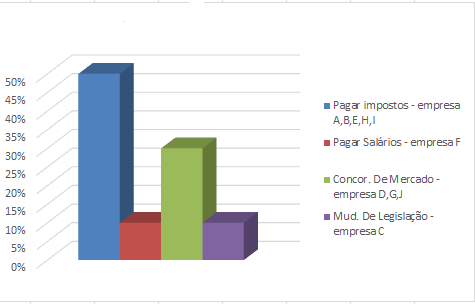 50%
45%
40%
35%
30%
25%
20%
15%
10%
5%
0%
Pagar impostos - empresa
A,B,E,H,I
Pagar Salários - empresa F
Concor. De Mercado -
empresa D,G,J
Mud. De Legislação -
empresa C